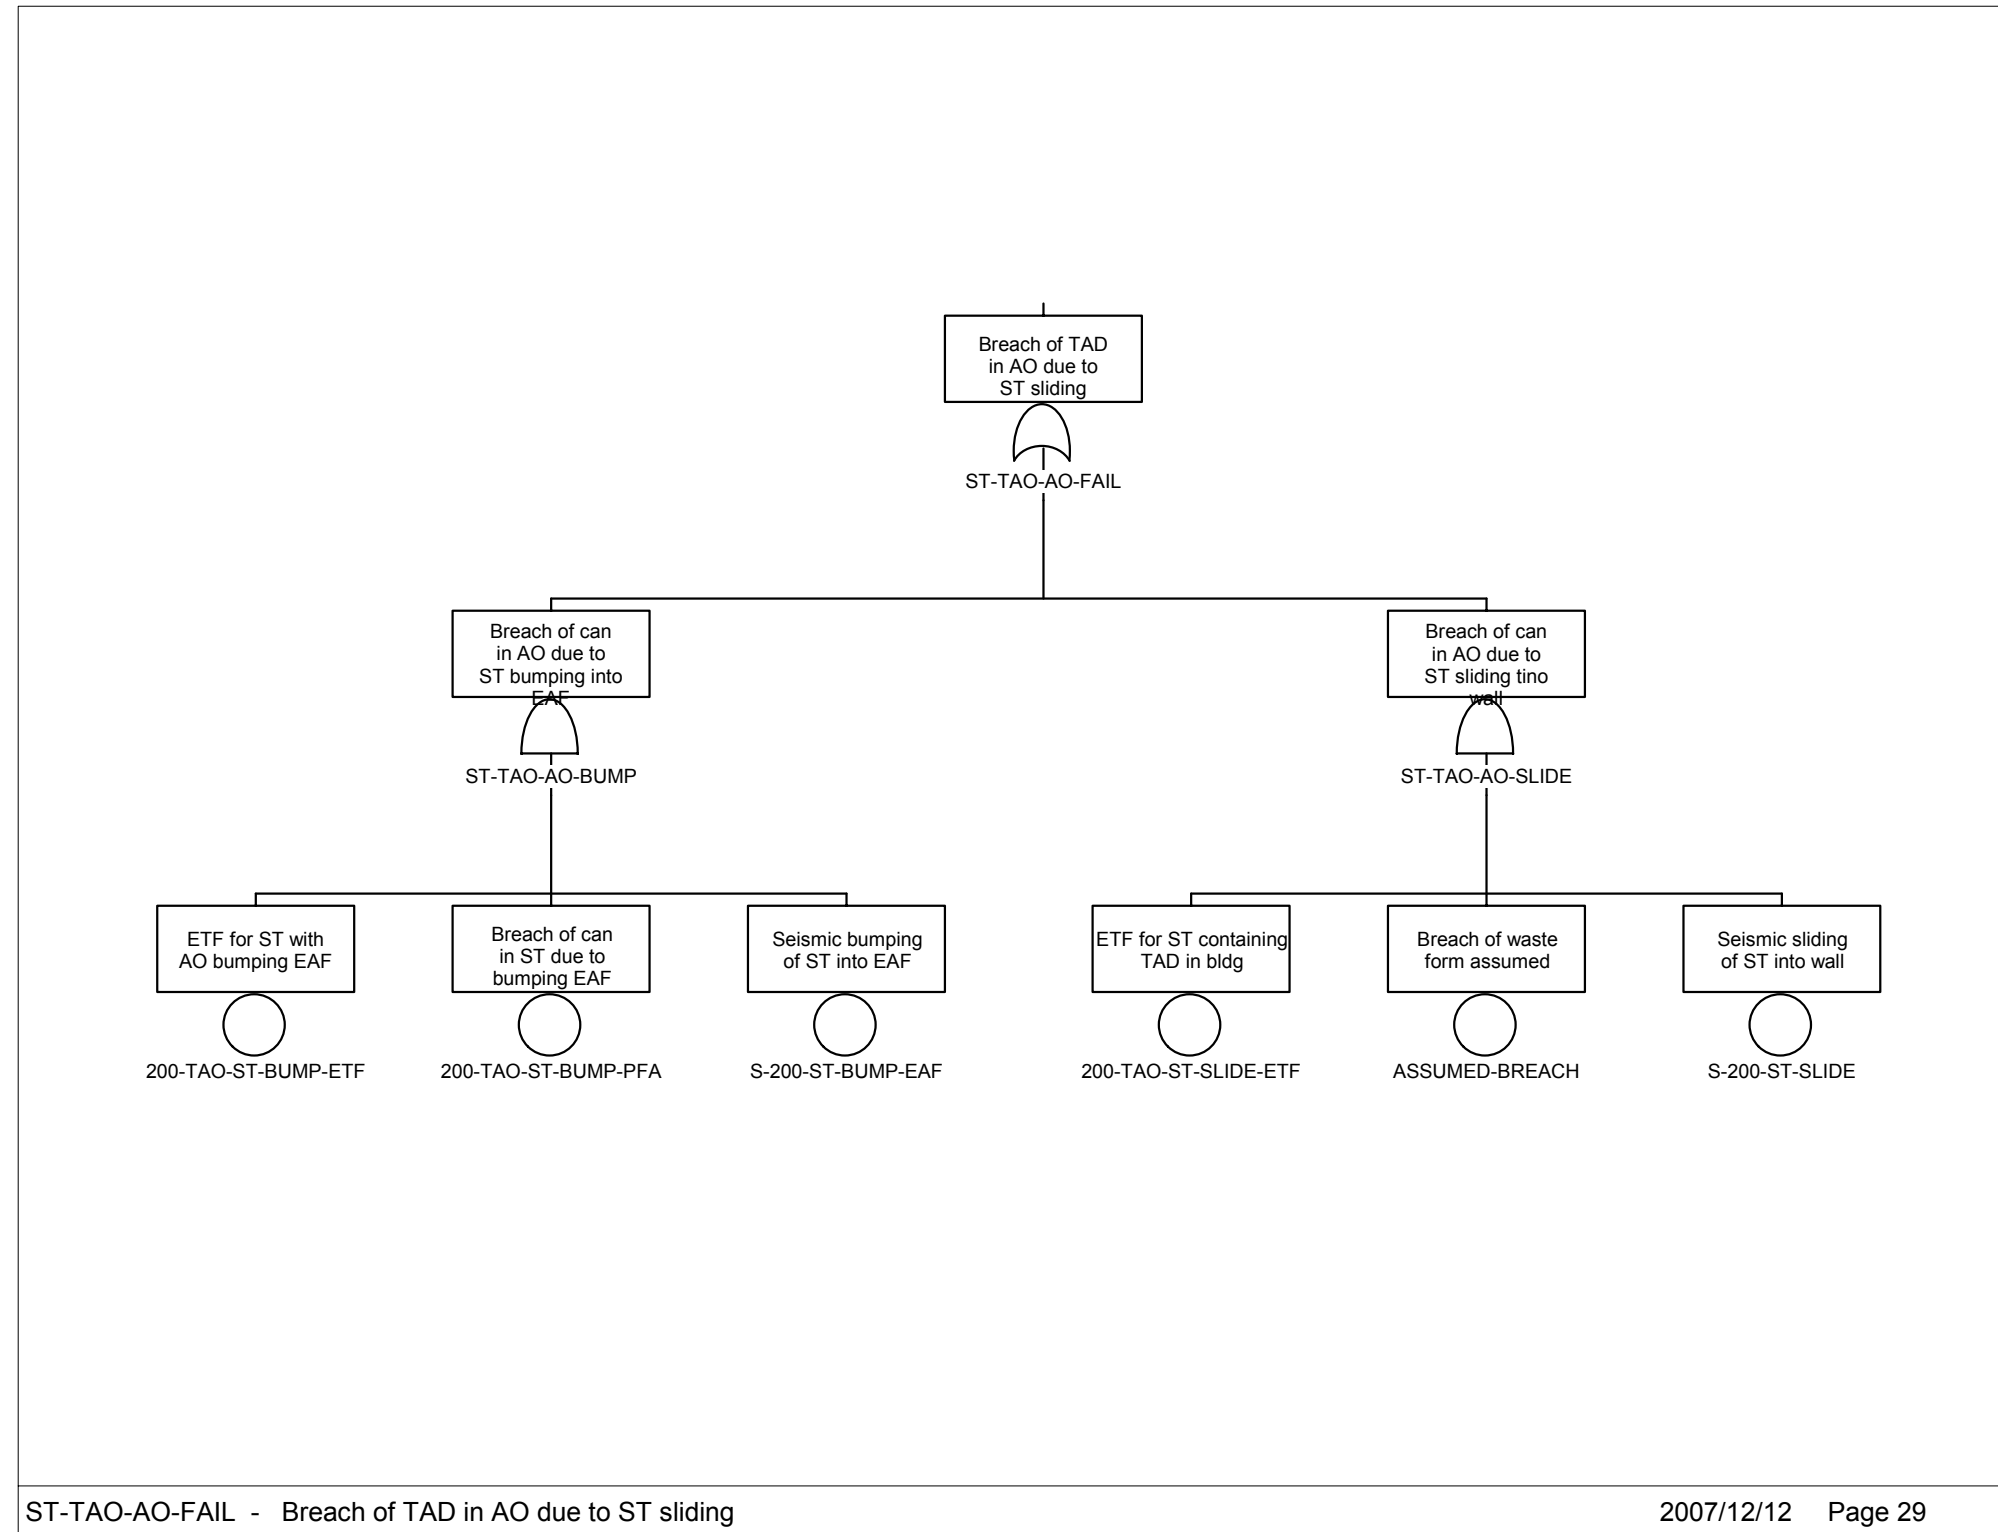 Breach of TAD
in AO due to
ST sliding
ST-TAO-AO-FAIL
Breach of can
in AO due to
ST bumping into
EAF
ST-TAO-AO-BUMP
Breach of can
in AO due to
ST sliding tino
wall
ST-TAO-AO-SLIDE
ETF for ST with
AO bumping EAF
200-TAO-ST-BUMP-ETF
Breach of can
in ST due to
bumping EAF
200-TAO-ST-BUMP-PFA
Seismic bumping
of ST into EAF
S-200-ST-BUMP-EAF
ETF for ST containing
TAD in bldg
200-TAO-ST-SLIDE-ETF
Breach of waste
form assumed
ASSUMED-BREACH
Seismic sliding
of ST into wall
S-200-ST-SLIDE
ST-TAO-AO-FAIL - Breach of TAD in AO due to ST sliding
2007/12/12 Page 29